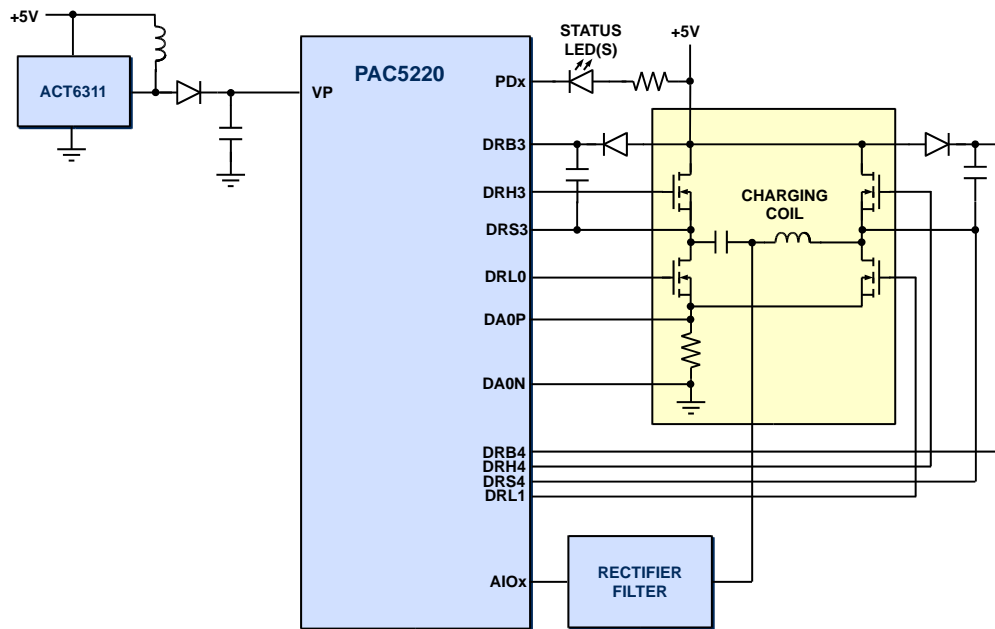 +5V
ACT6311
PAC5220
VP
STATUS
LED(S)
+5V
PDx
DRB3
DRH3
DRS3
DRL0
DA0P
DA0N
DRB4
DRH4
DRS4
DRL1
AIOx
CHARGING
COIL
RECTIFIER
FILTER